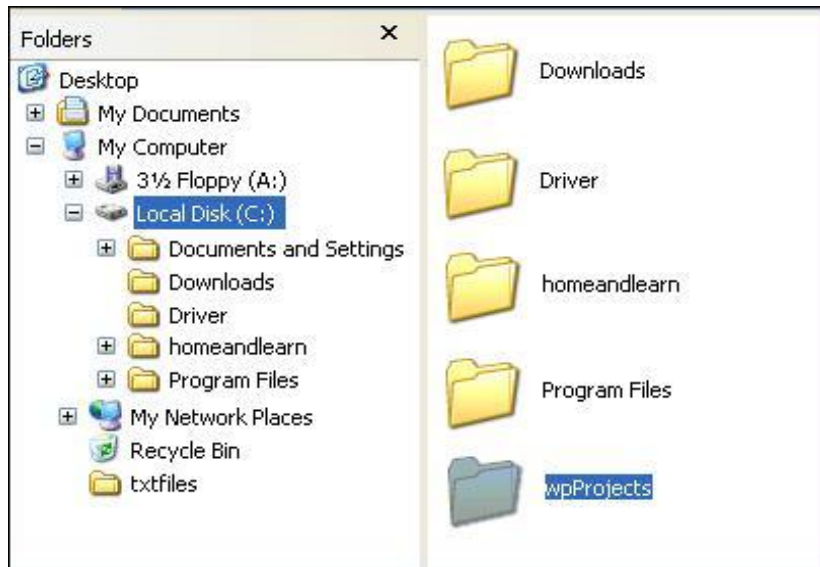 Folders
Desktop
My Documents
My Computer
3½ Floppy (A:)
Local Disk (C:)
Documents and Settings
Downloads
Driver
homeandlearn
Program Files
My Network Places
Recycle Bin
txtfiles
Downloads
Driver
homeandlearn
Program Files
wpProjects